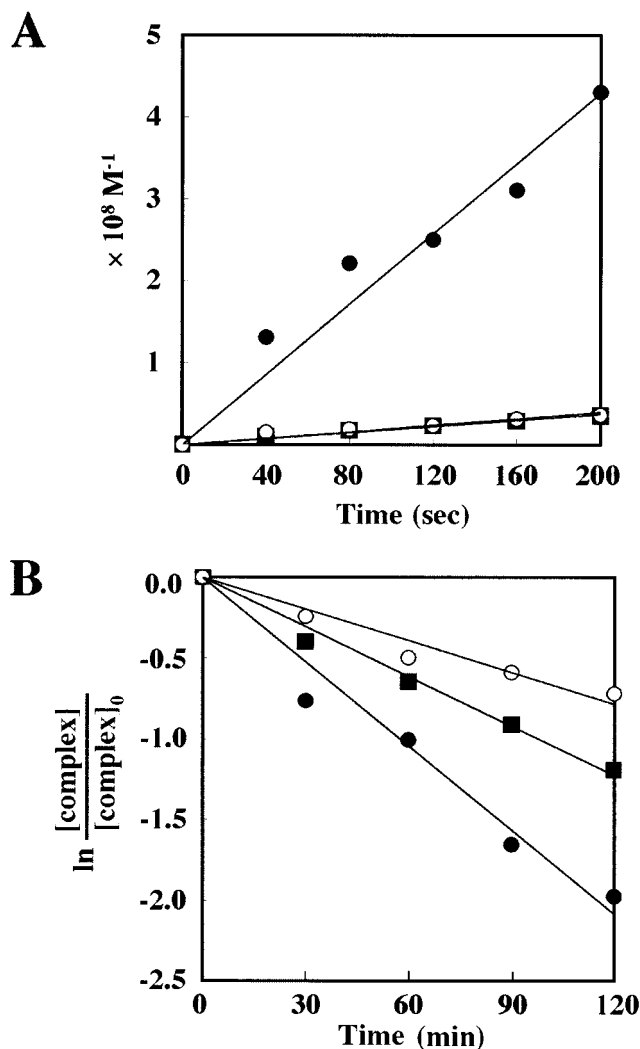 A
5
4
3
2
1
× 10⁸ M⁻¹
0 40 80 120 160 200
Time (sec)
B
0.0
-0.5
-1.0
-1.5
-2.0
-2.5
ln [complex] / [complex]₀
0 30 60 90 120
Time (min)